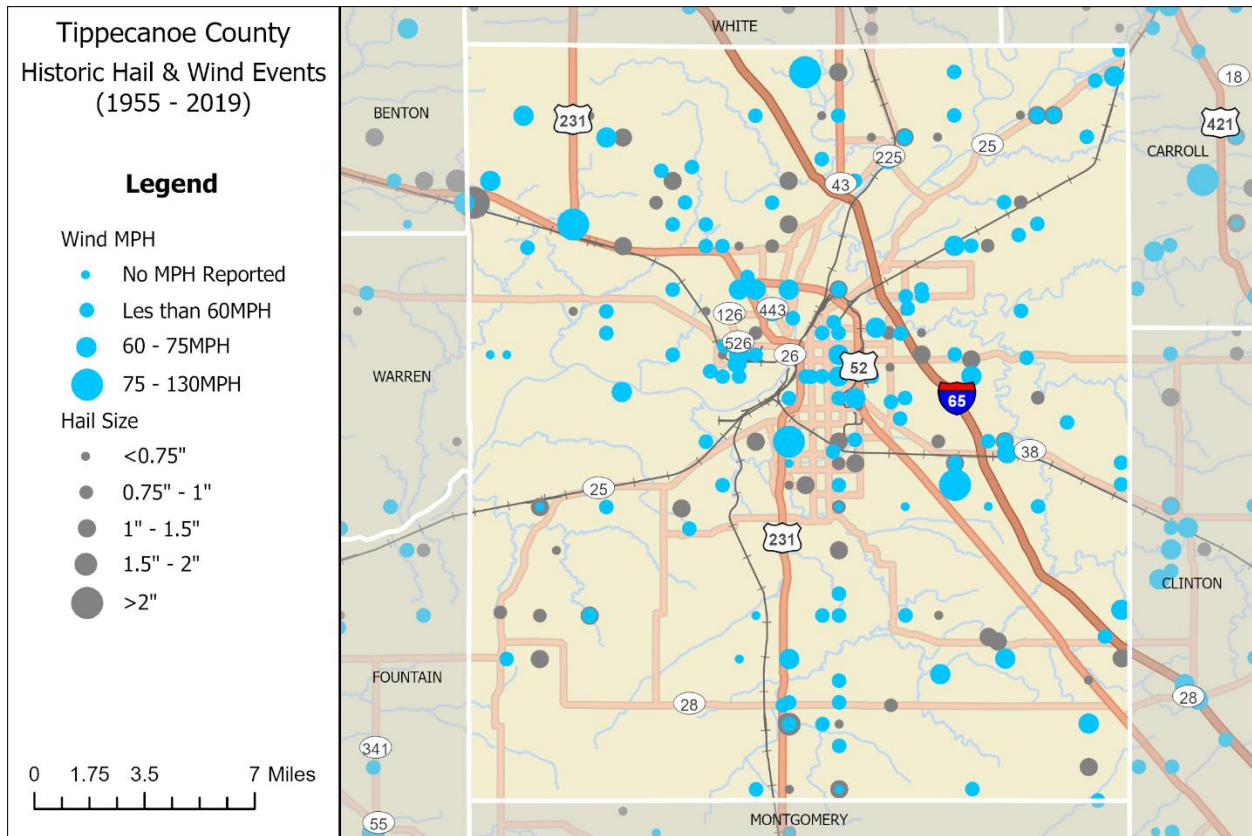 Tippecanoe County
Historic Hail & Wind Events
(1955 - 2019)
Legend
Wind MPH
No MPH Reported
Less than 60MPH
60 - 75MPH
75 - 130MPH
Hail Size
<0.75"
0.75" - 1"
1" - 1.5"
1.5" - 2"
>2"
0 1.75 3.5 7 Miles
WHITE
18
BENTON
231
421
25
CARROLL
225
43
126
443
526
26
52
WARREN
65
38
25
231
CLINTON
FOUNTAIN
28
28
341
MONTGOMERY
55